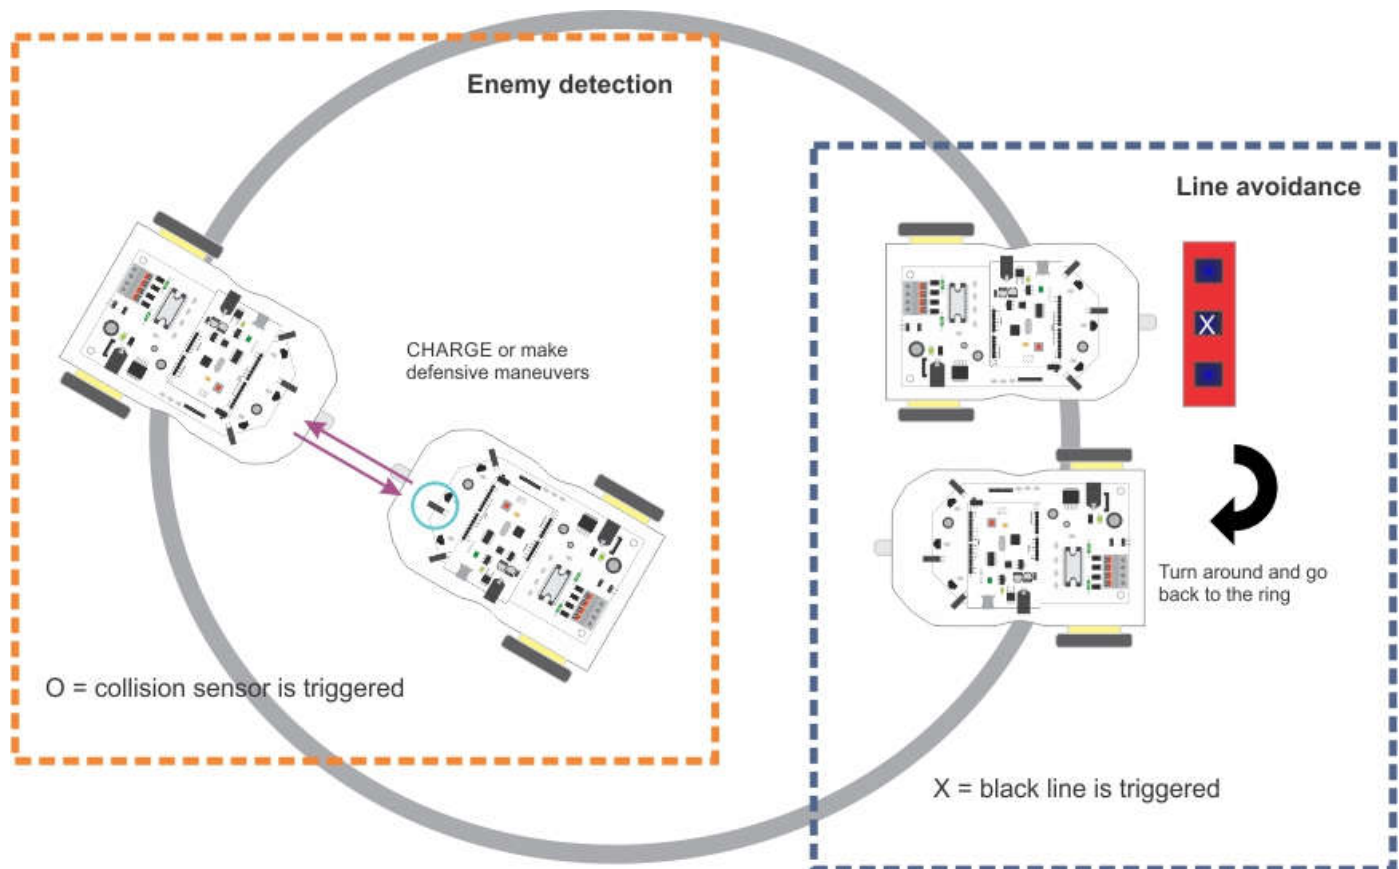 Enemy detection
CHARGE or make
defensive maneuvers
O = collision sensor is triggered
Line avoidance
X
Turn around and go
back to the ring
X = black line is triggered